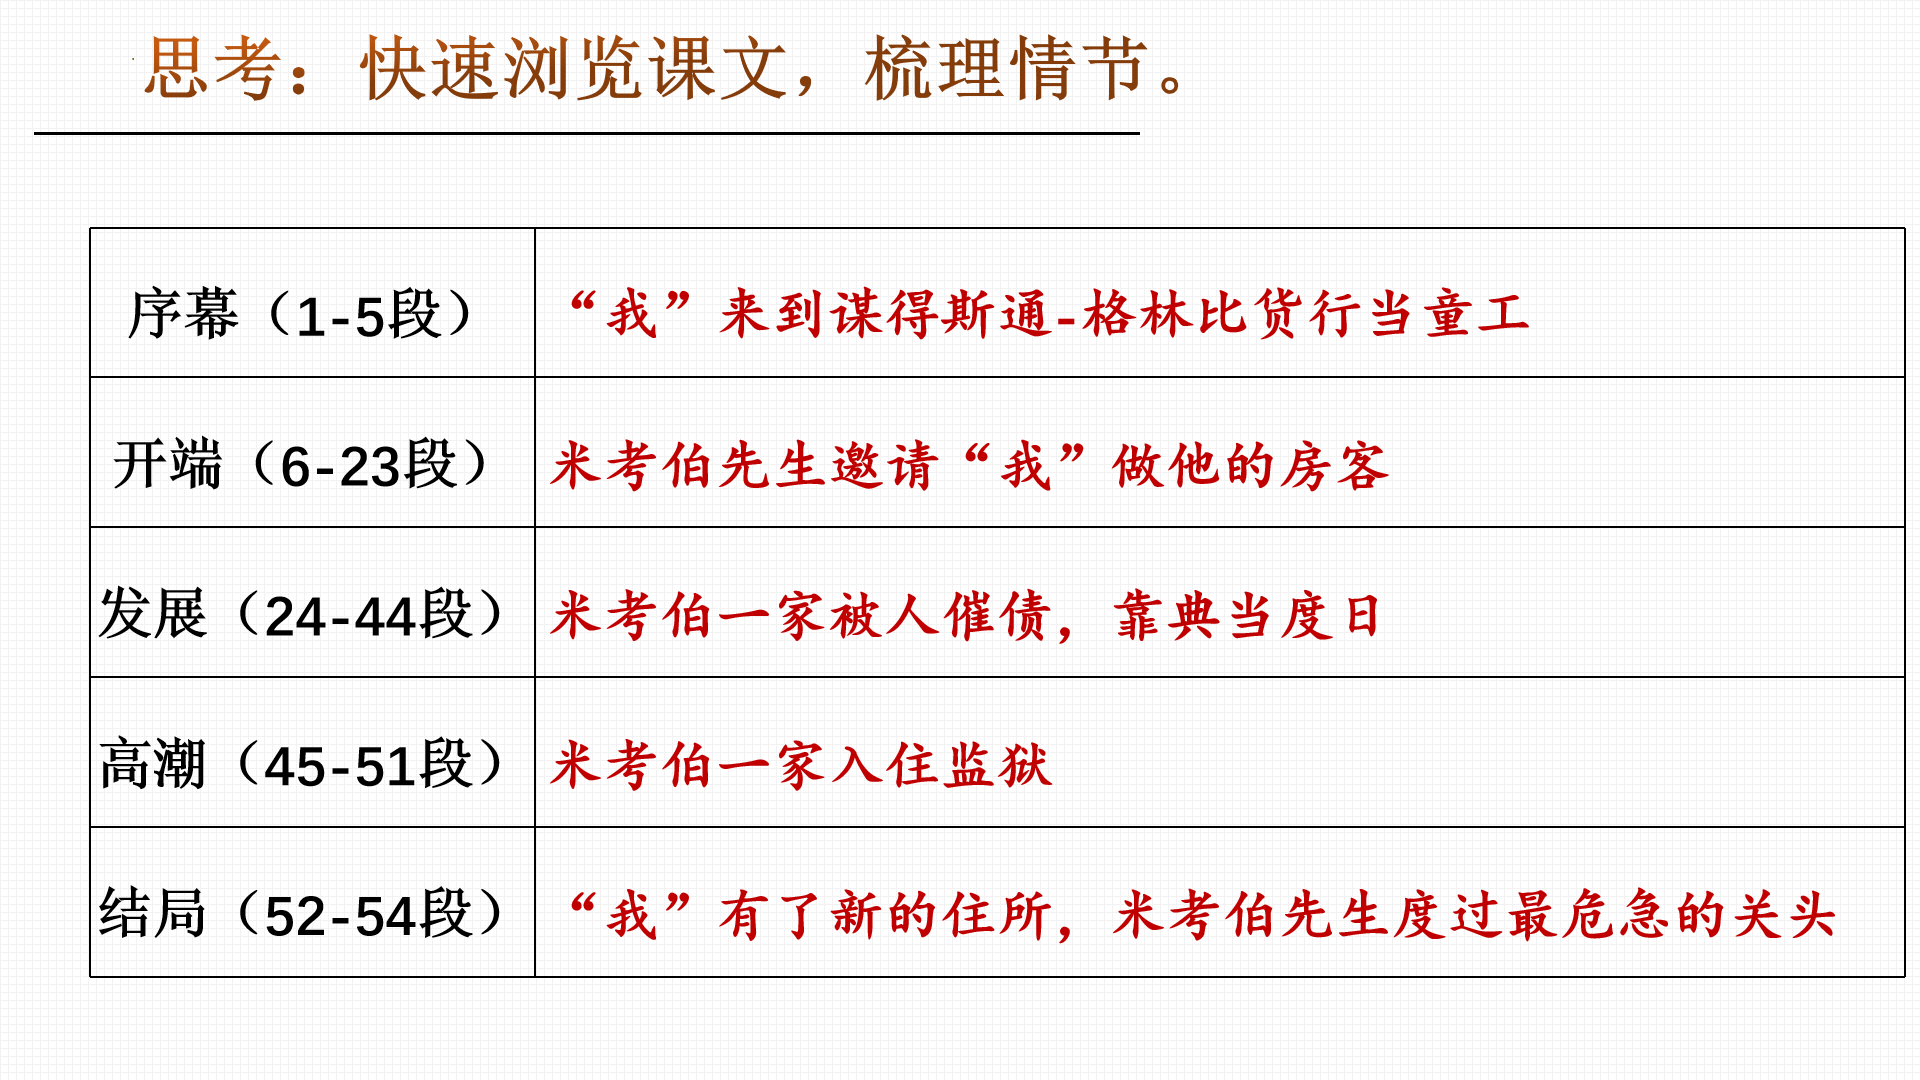 思考：快速浏览课文，梳理情节。
序幕（1-5段）
“我”来到谋得斯通-格林比货行当童工
开端（6-23段）
米考伯先生邀请“我”做他的房客
发展（24-44段）
米考伯一家被人催债，靠典当度日
高潮（45-51段）
米考伯一家入住监狱
结局（52-54段）
“我”有了新的住所，米考伯先生度过最危急的关头